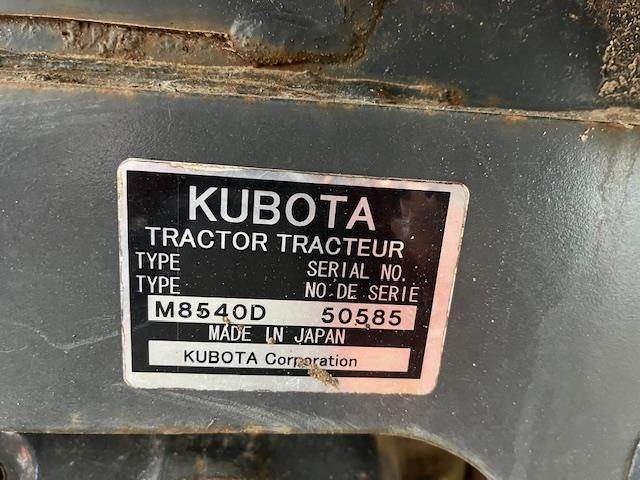 KUBOTA
TRACTOR TRACTEUR
TYPE SERIAL NO.
TYPE NO DE SERIE
M8540D 50585
MADE IN JAPAN
KUBOTA Corporation